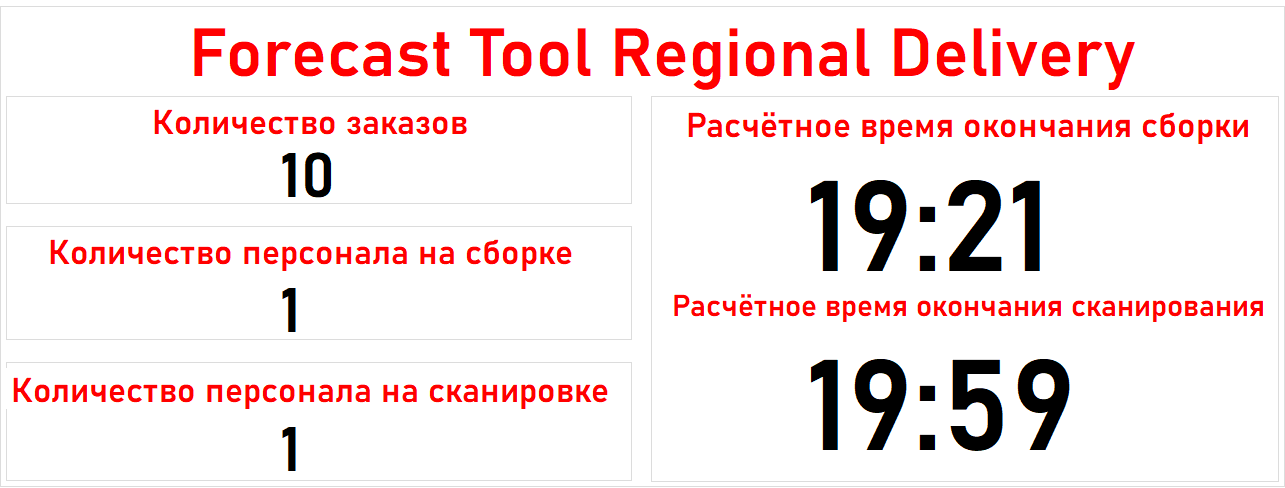 Forecast Tool Regional Delivery
Количество заказов
10
Количество персонала на сборке
1
Количество персонала на сканировке
1
Расчётное время окончания сборки
19:21
Расчётное время окончания сканирования
19:59